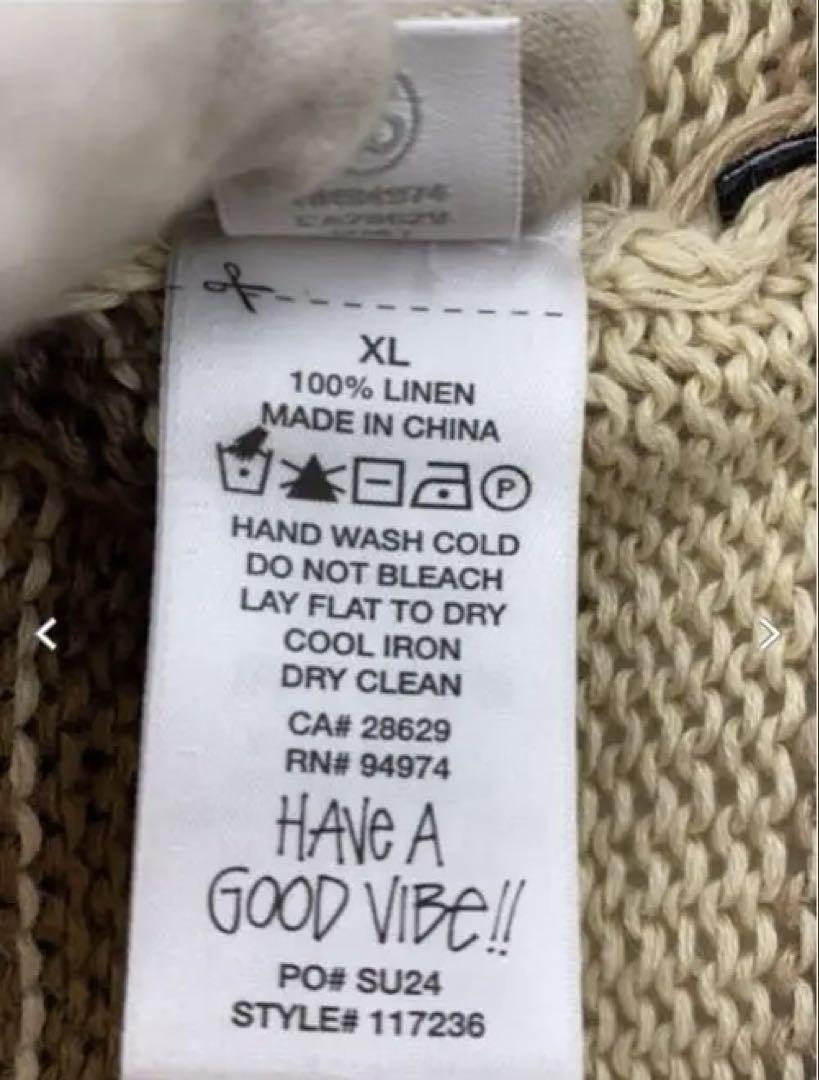 XL
100% LINEN
MADE IN CHINA
P
HAND WASH COLD
DO NOT BLEACH
LAY FLAT TO DRY
COOL IRON
DRY CLEAN
CA# 28629
RN# 94974
HAVe A
GOOD VIBe!!
PO# SU24
STYLE# 117236